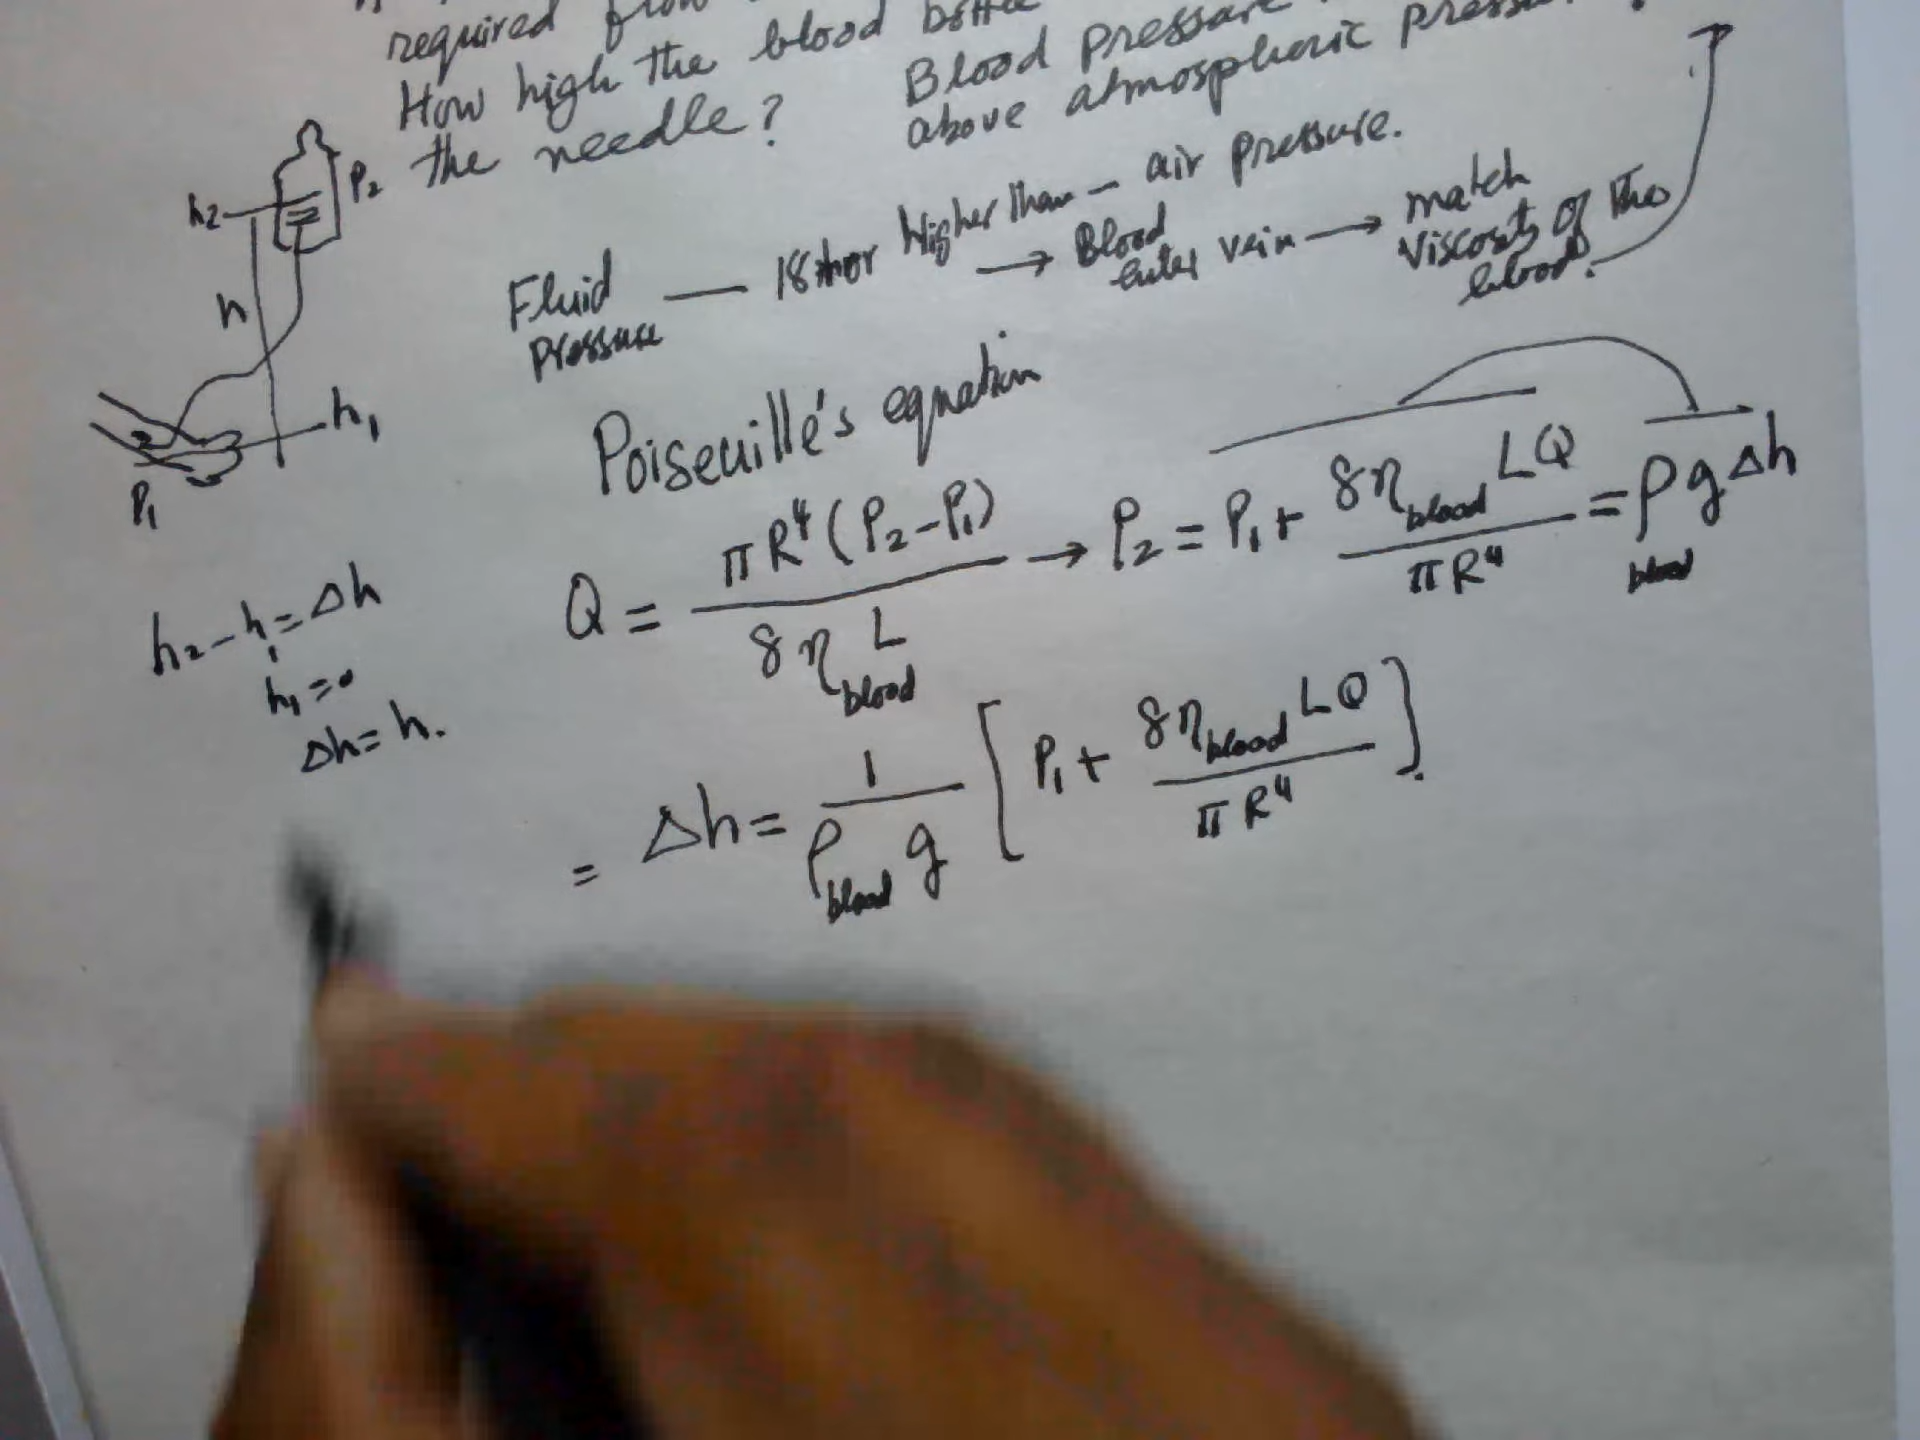 required flow
How high the blood bottle
the needle?
Blood pressure
above atmospheric pressure
h2
P2
h
h1
P1
Fluid pressure — 18 torr higher than — air pressure.
→ Blood enter vein → match viscosity of the blood.
Poiseuille's equation
Q = πR⁴(P₂-P₁) / 8η_blood L → P₂ = P₁ + 8η_blood LQ / πR⁴ = ρ_blood g Δh
h₂-h₁ = Δh
h₁ = 0
Δh = h.
= Δh = 1 / ρ_blood g [P₁ + 8η_blood LQ / πR⁴].